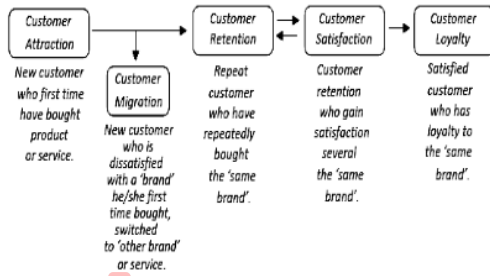 Customer
Attraction
New customer
who first time
have bought
product
or service.
Customer
Migration
New customer
who is
dissatisfied
with a 'brand'
he/she first
time bought,
switched
to 'other brand'
or service.
Customer
Retention
Repeat
customer
who have
repeatedly
bought
the 'same
brand'.
Customer
Satisfaction
Customer
retention
who gain
satisfaction
several
the 'same
brand'.
Customer
Loyalty
Satisfied
customer
who has
loyalty to
the 'same
brand'.